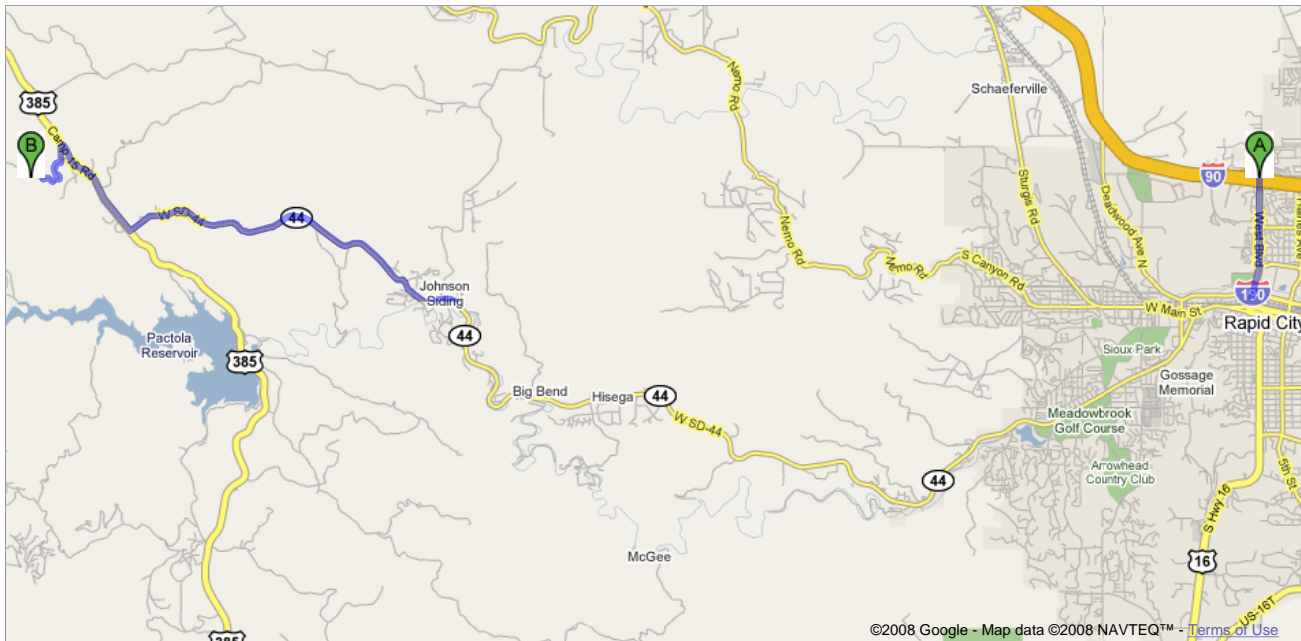 385
B
Camp 15 Rd
W SD-44
44
Johnson
Siding
44
Pactola
Reservoir
385
Big Bend
Hisega
44
W SD-44
44
McGee
385
Nemo Rd
Nemo Rd
Nemo Rd
S Canyon Rd
Schaeferville
Sturgis Rd
Deadwood Ave N
90
A
West Blvd
Haines Ave
190
W Main St
Rapid City
Sioux Park
Gossage
Memorial
Meadowbrook
Golf Course
Arrowhead
Country Club
5th St
S Hwy 16
16
US-16T
©2008 Google - Map data ©2008 NAVTEQ™ - Terms of Use